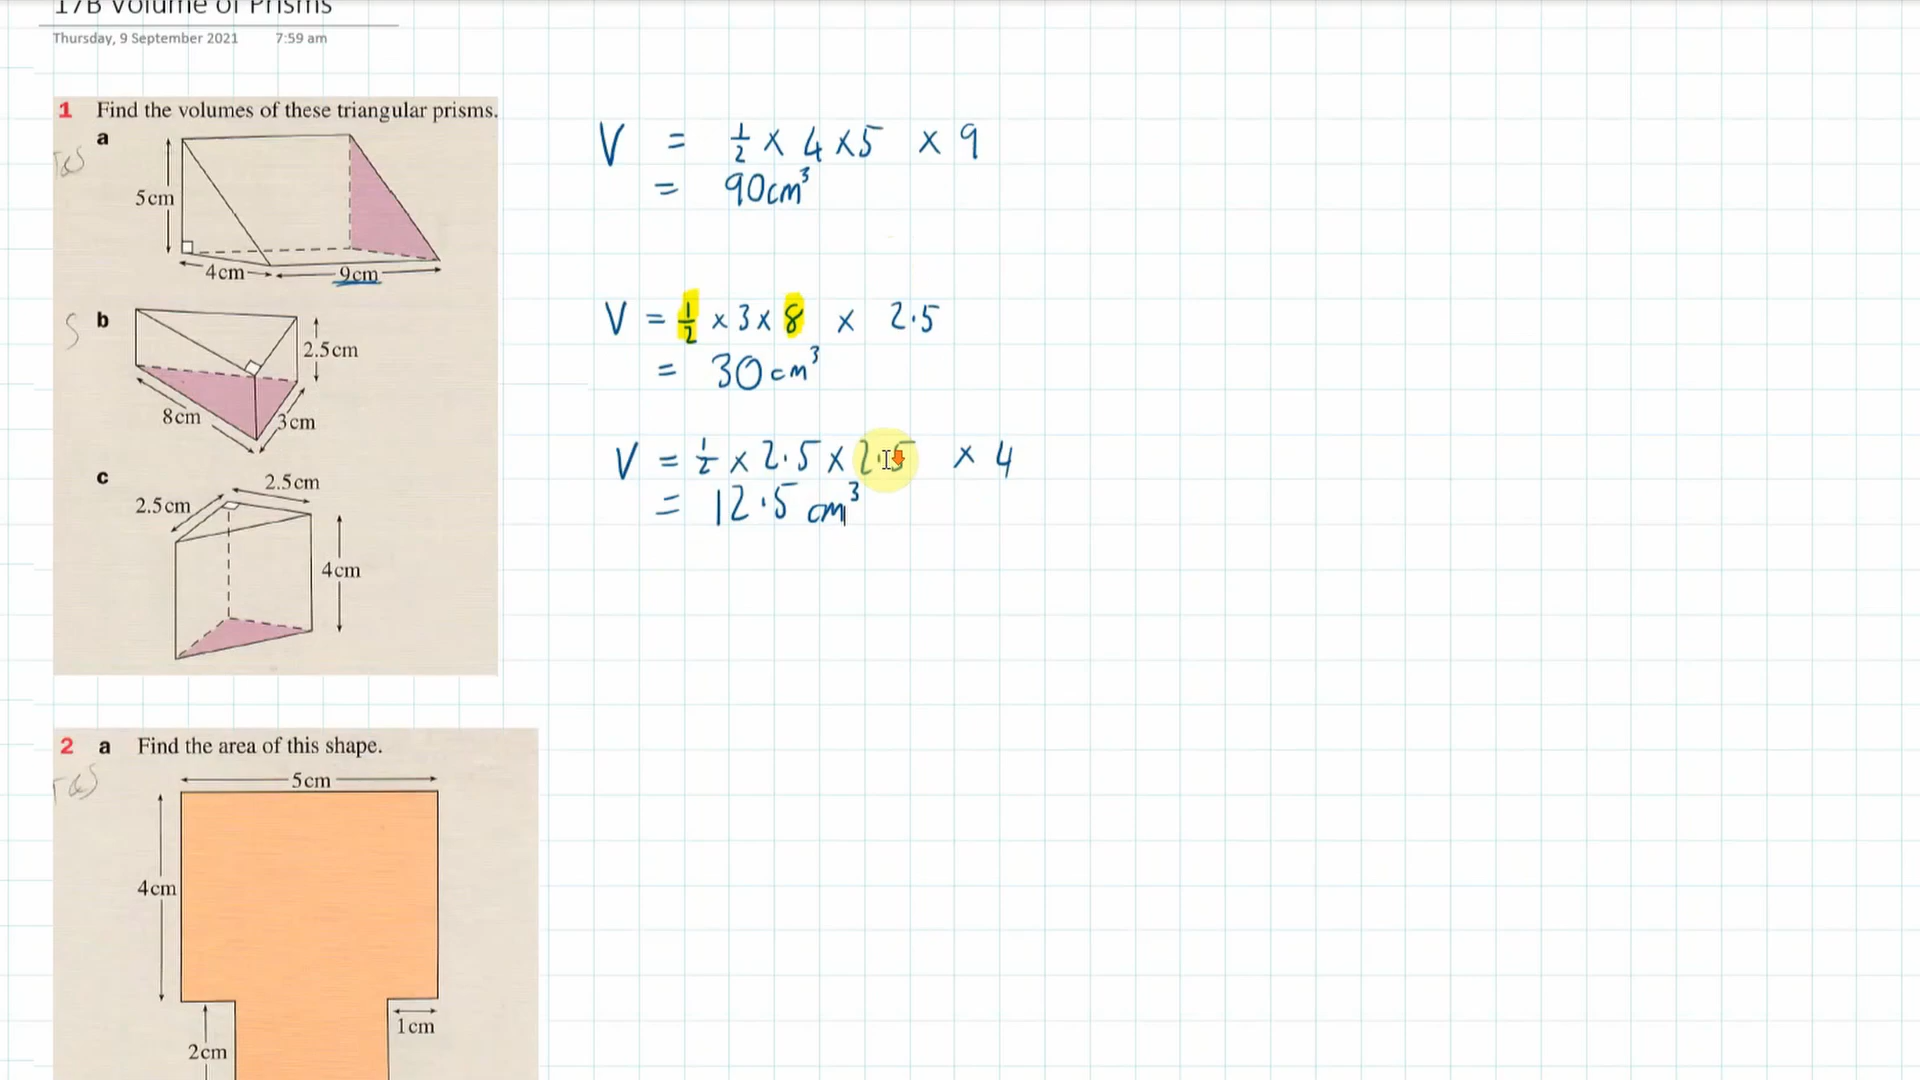 17B Volume of Prisms
Thursday, 9 September 2021 7:59 am
1 Find the volumes of these triangular prisms.
a
5cm
4cm
9cm
b
2.5cm
8cm
3cm
c
2.5cm
2.5cm
4cm
V = ½ × 4 × 5 × 9
= 90cm³
V = ½ × 3 × 8 × 2.5
= 30cm³
V = ½ × 2.5 × 2.5 × 4
= 12.5 cm³
2 a Find the area of this shape.
5cm
4cm
1cm
2cm